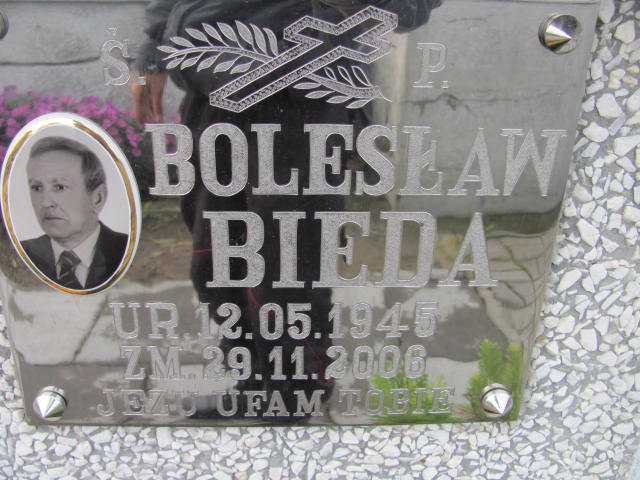 Ś. P.
BOLESŁAW
BIEDA
UR. 12.05.1945
ZM. 29.11.2006
JEZU UFAM TOBIE